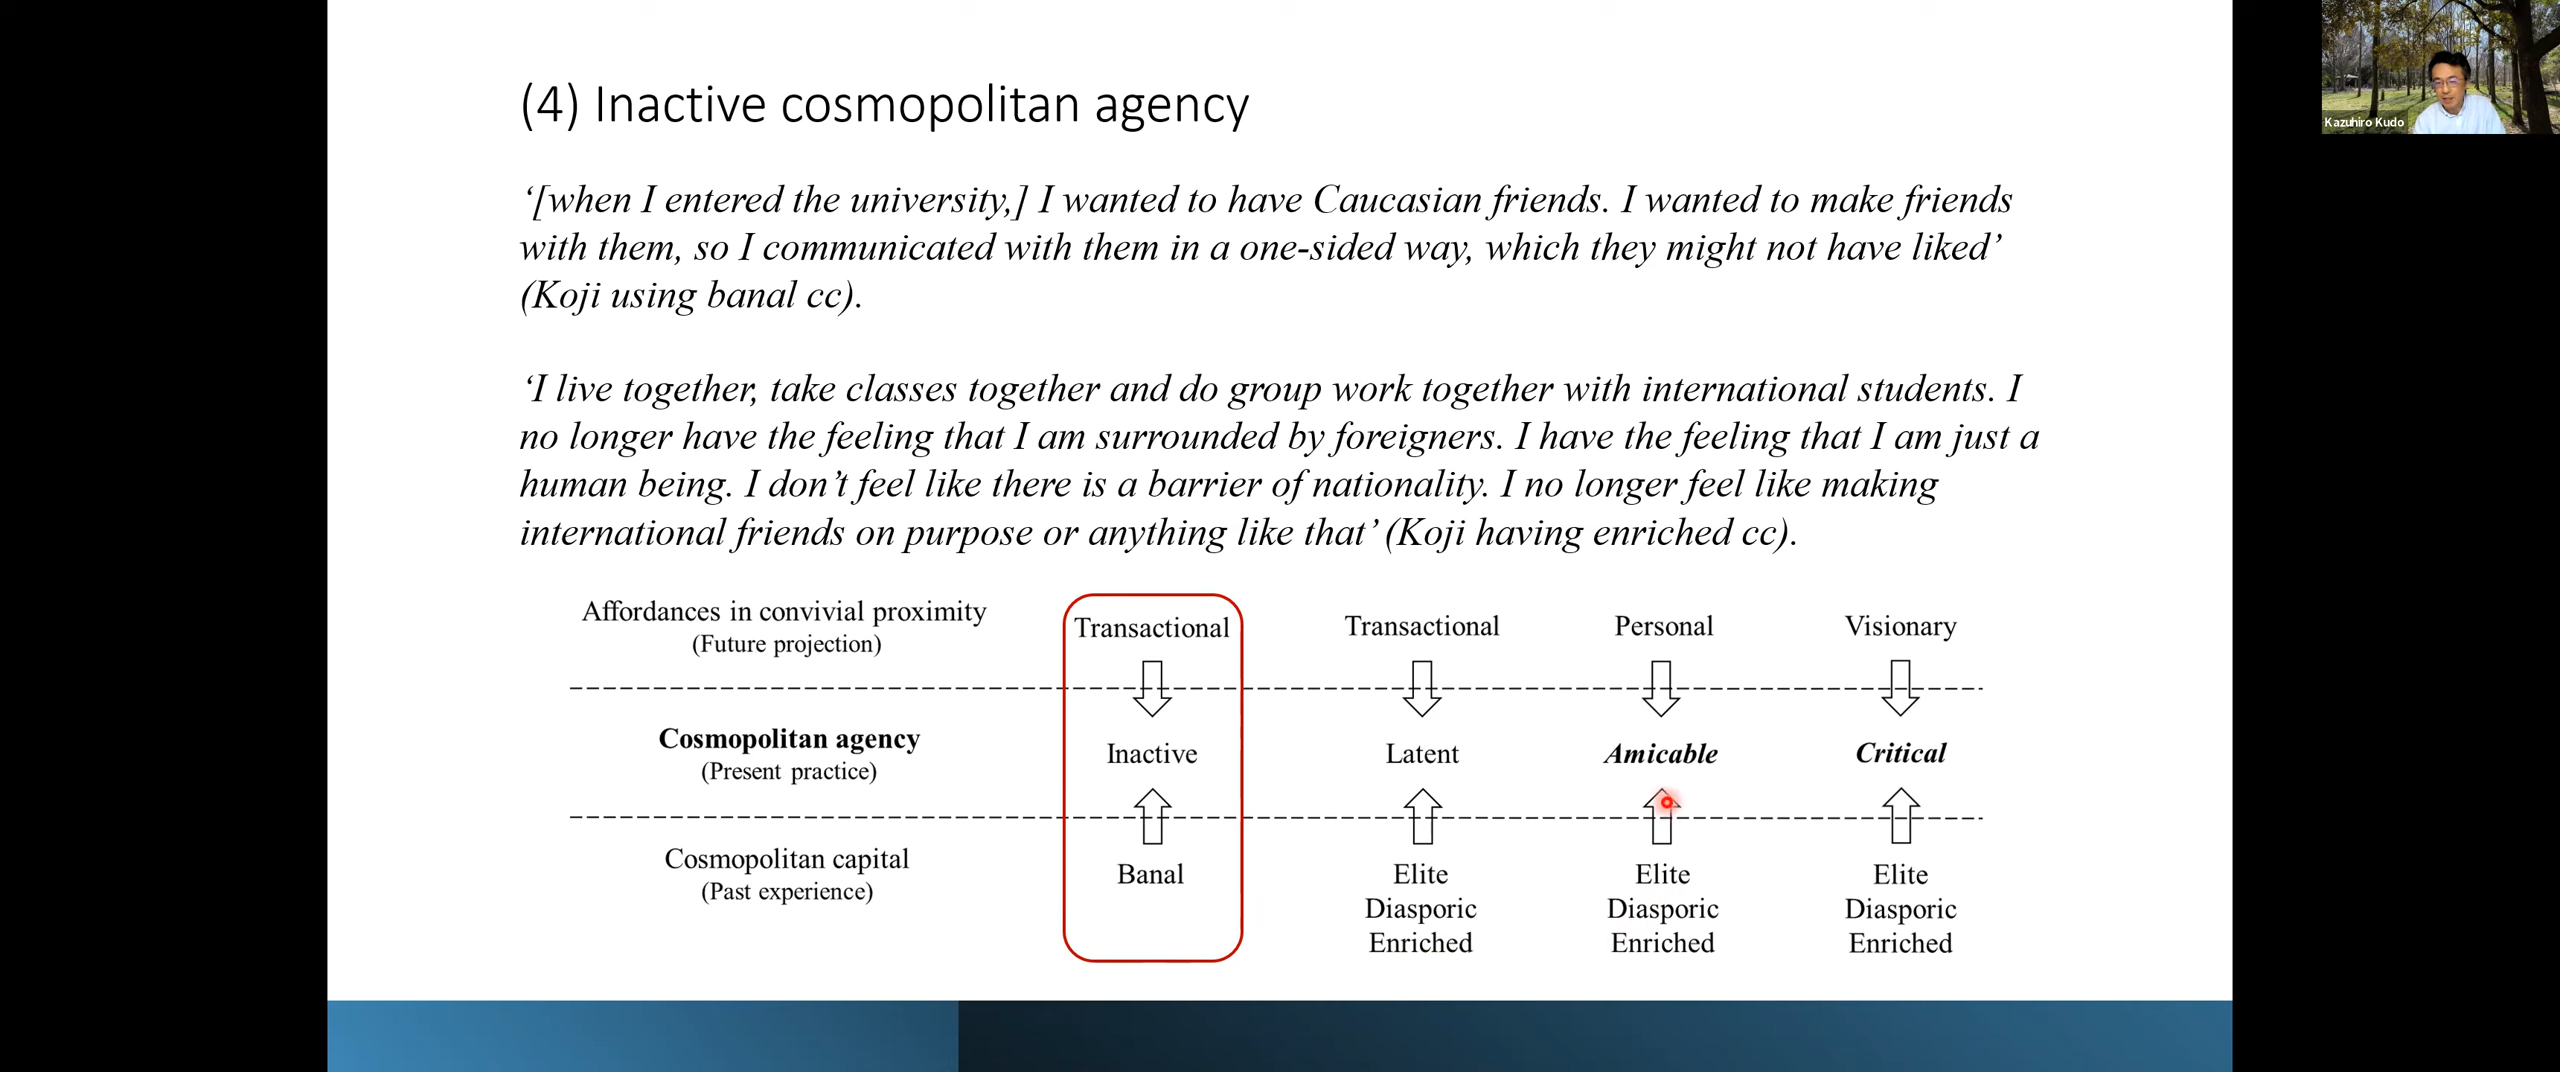 (4) Inactive cosmopolitan agency
Kazuhiro Kudo
‘[when I entered the university,] I wanted to have Caucasian friends. I wanted to make friends
with them, so I communicated with them in a one-sided way, which they might not have liked’
(Koji using banal cc).
‘I live together, take classes together and do group work together with international students. I
no longer have the feeling that I am surrounded by foreigners. I have the feeling that I am just a
human being. I don’t feel like there is a barrier of nationality. I no longer feel like making
international friends on purpose or anything like that’ (Koji having enriched cc).
Affordances in convivial proximity
(Future projection)
Transactional
Transactional
Personal
Visionary
Cosmopolitan agency
(Present practice)
Inactive
Latent
Amicable
Critical
Cosmopolitan capital
(Past experience)
Banal
Elite
Diasporic
Enriched
Elite
Diasporic
Enriched
Elite
Diasporic
Enriched